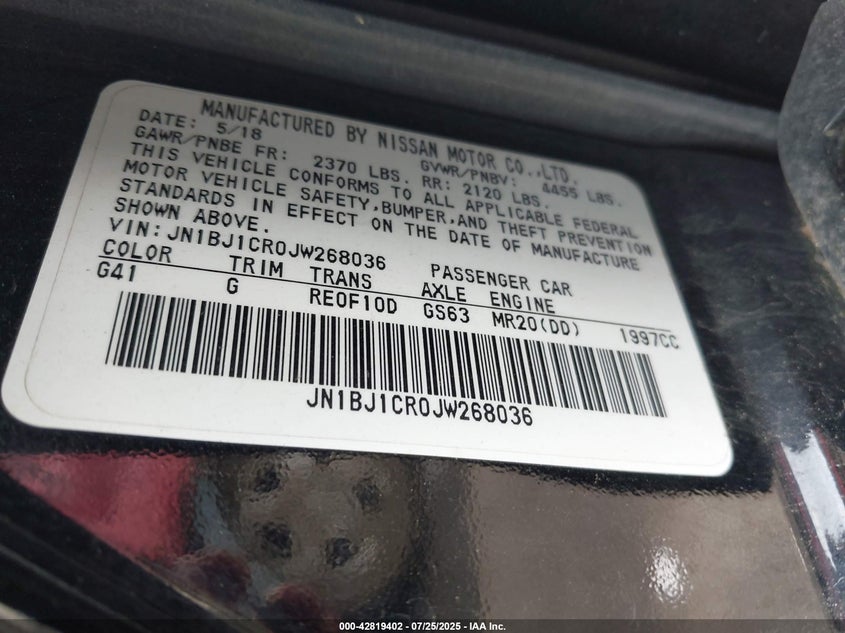 MANUFACTURED BY NISSAN MOTOR CO.,LTD.
DATE: 5/18 GVWR/PNBV: 4455 LBS.
GAWR/PNBE FR: 2370 LBS. RR: 2120 LBS.
THIS VEHICLE CONFORMS TO ALL APPLICABLE FEDERAL
MOTOR VEHICLE SAFETY,BUMPER,AND THEFT PREVENTION
STANDARDS IN EFFECT ON THE DATE OF MANUFACTURE
SHOWN ABOVE.
VIN:JN1BJ1CR0JW268036 PASSENGER CAR
COLOR TRIM TRANS AXLE ENGINE
G41 G RE0F10D GS63 MR20(DD) 1997CC
JN1BJ1CR0JW268036
000-42819402 - 07/25/2025 - IAA Inc.